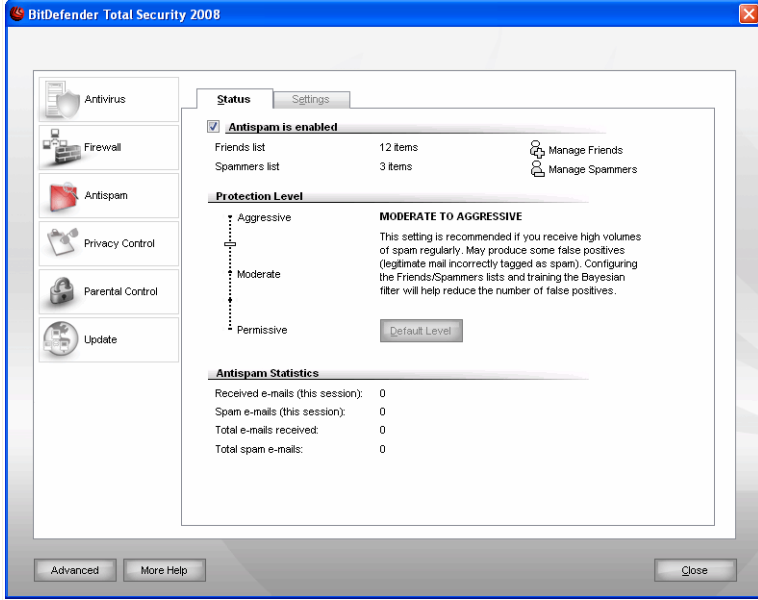 BitDefender Total Security 2008
Antivirus
Firewall
Antispam
Privacy Control
Parental Control
Update
Status
Settings
Antispam is enabled
Friends list 12 items Manage Friends
Spammers list 3 items Manage Spammers
Protection Level
Aggressive
Moderate
Permissive
MODERATE TO AGGRESSIVE
This setting is recommended if you receive high volumes
of spam regularly. May produce some false positives
(legitimate mail incorrectly tagged as spam). Configuring
the Friends/Spammers lists and training the Bayesian
filter will help reduce the number of false positives.
Default Level
Antispam Statistics
Received e-mails (this session): 0
Spam e-mails (this session): 0
Total e-mails received: 0
Total spam e-mails: 0
Advanced
More Help
Close